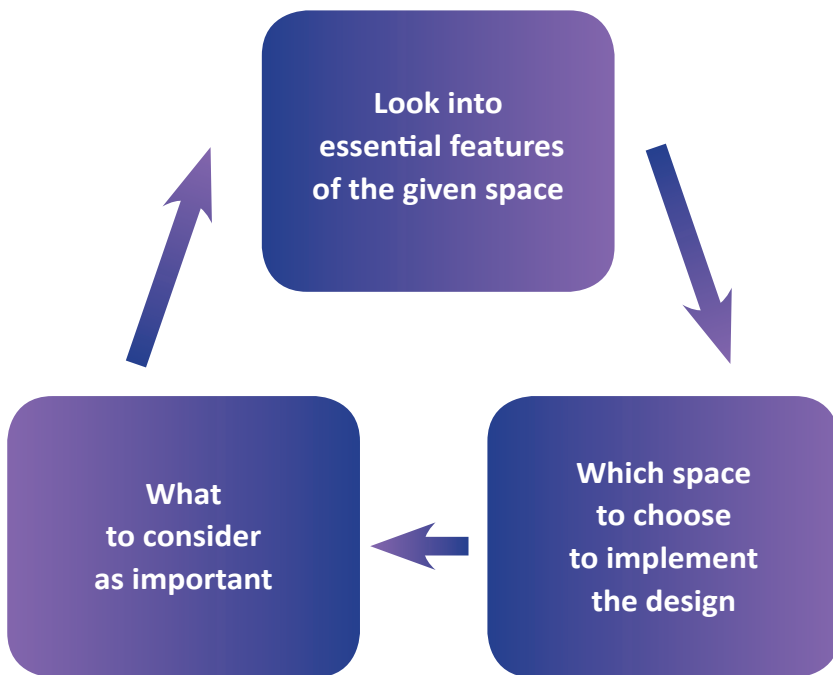 Look into
essential features
of the given space
Which space
to choose
to implement
the design
What
to consider
as important